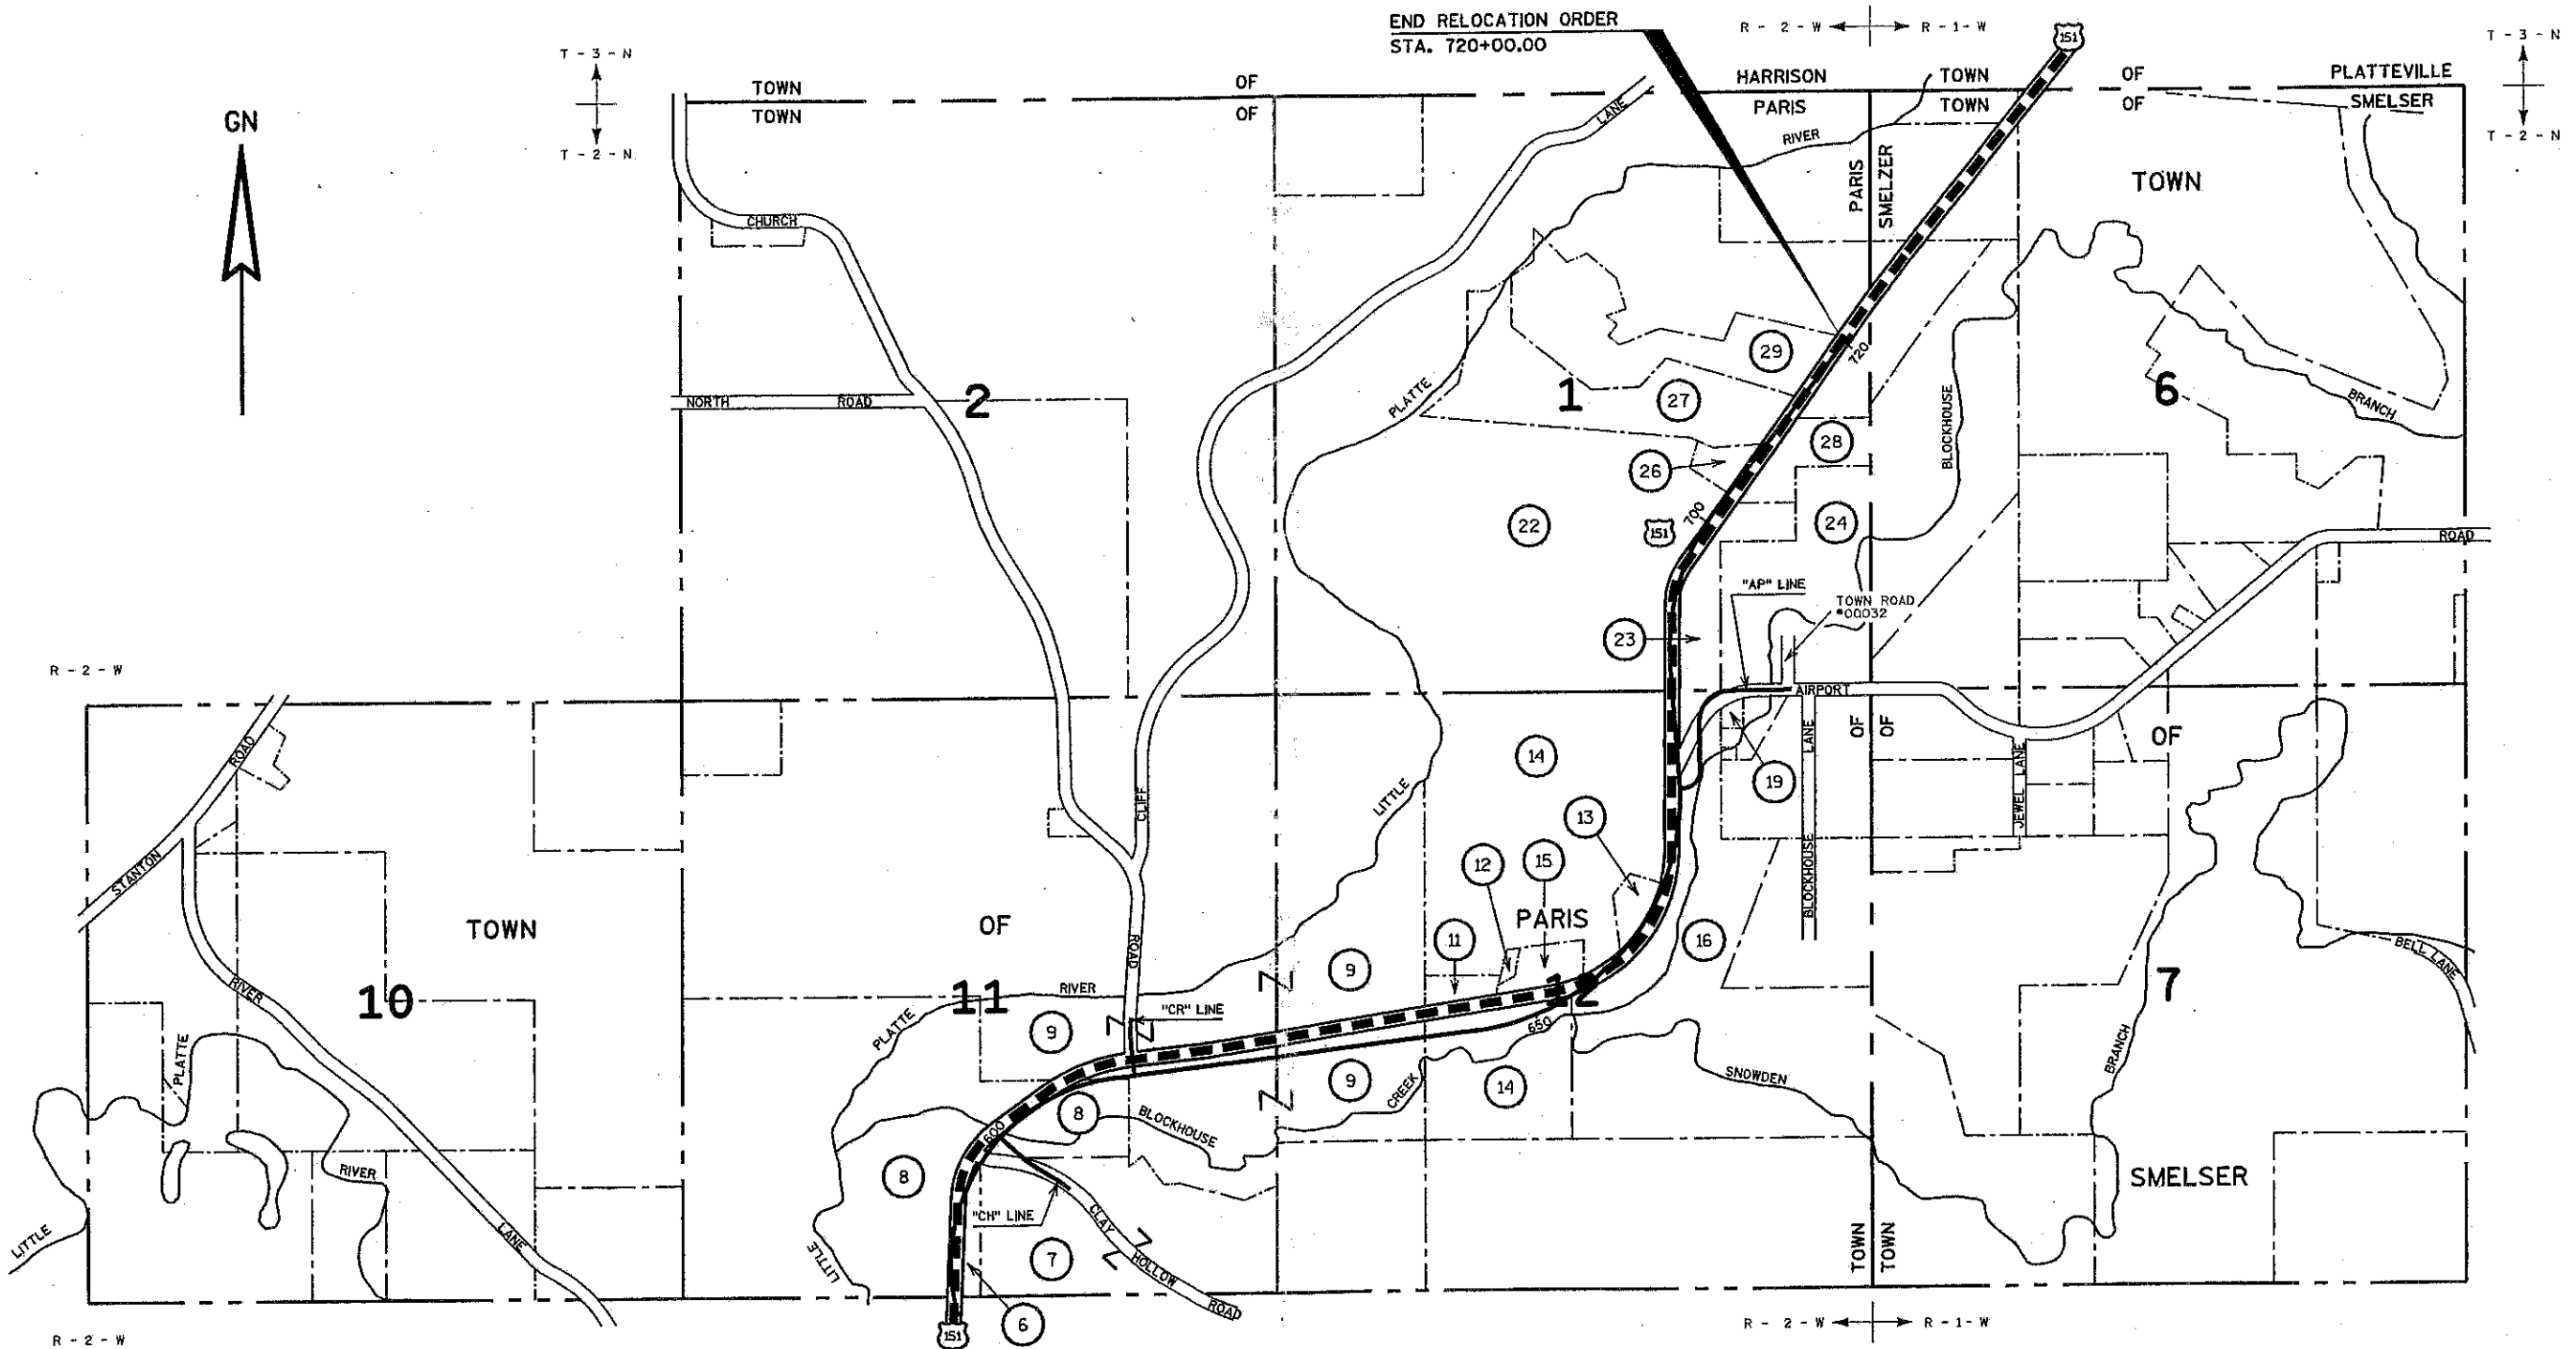 END RELOCATION ORDER
STA. 720+00.00
R - 2 - W
R - 1 - W
151
T - 3 - N
T - 2 - N
T - 3 - N
T - 2 - N
GN
TOWN OF HARRISON
TOWN OF PLATTEVILLE
TOWN OF PARIS
TOWN OF SMELSER
LANE
RIVER
PARIS
SMELZER
TOWN
CHURCH
NORTH ROAD
2
1
6
PLATTE
29
27
28
26
22
24
23
720
700
151
BLOCKHOUSE
BRANCH
ROAD
"AP" LINE
TOWN ROAD
*00032
R - 2 - W
AIRPORT
LANE
BLOCKHOUSE
JEWEL LANE
OF
OF
OF
19
14
13
12
15
11
PARIS
16
9
LITTLE
CLIFF
ROAD
STANTON
ROAD
TOWN
OF
10
11
12
7
RIVER
PLATTE
"CR" LINE
9
9
14
650
CREEK
SNOWDEN
BRANCH
BELL LANE
8
BLOCKHOUSE
600
8
RIVER
PLATTE
RIVER
LANE
LITTLE
LITTLE
"CH" LINE
CLAY
HOLLOW
ROAD
7
6
151
SMELSER
TOWN
TOWN
R - 2 - W
R - 2 - W
R - 1 - W